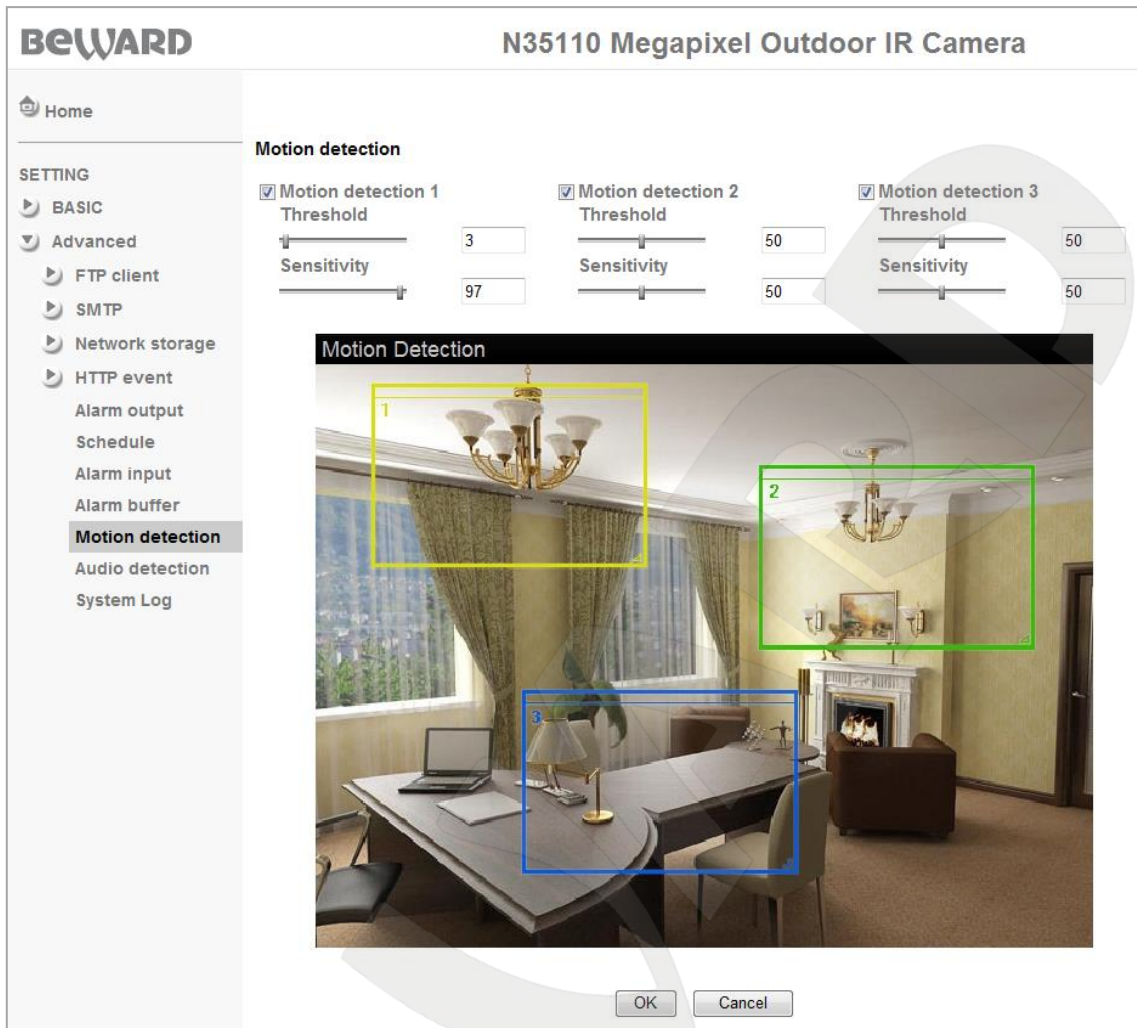 BEWARD
N35110 Megapixel Outdoor IR Camera
Home
SETTING
BASIC
Advanced
FTP client
SMTP
Network storage
HTTP event
Alarm output
Schedule
Alarm input
Alarm buffer
Motion detection
Audio detection
System Log
Motion detection
Motion detection 1
Threshold
3
Sensitivity
97
Motion detection 2
Threshold
50
Sensitivity
50
Motion detection 3
Threshold
50
Sensitivity
50
Motion Detection
1
2
3
OK Cancel